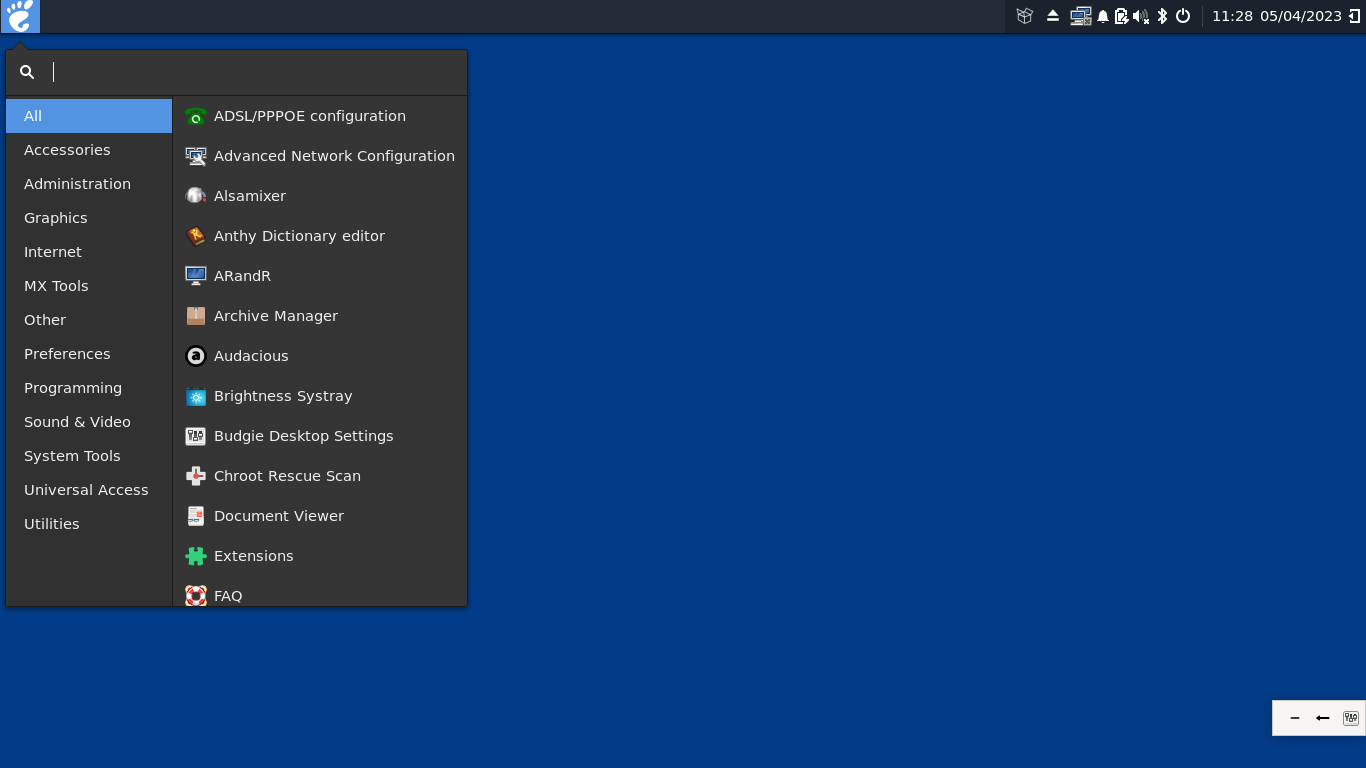 11:28 05/04/2023
All
Accessories
Administration
Graphics
Internet
MX Tools
Other
Preferences
Programming
Sound & Video
System Tools
Universal Access
Utilities
ADSL/PPPOE configuration
Advanced Network Configuration
Alsamixer
Anthy Dictionary editor
ARandR
Archive Manager
Audacious
Brightness Systray
Budgie Desktop Settings
Chroot Rescue Scan
Document Viewer
Extensions
FAQ